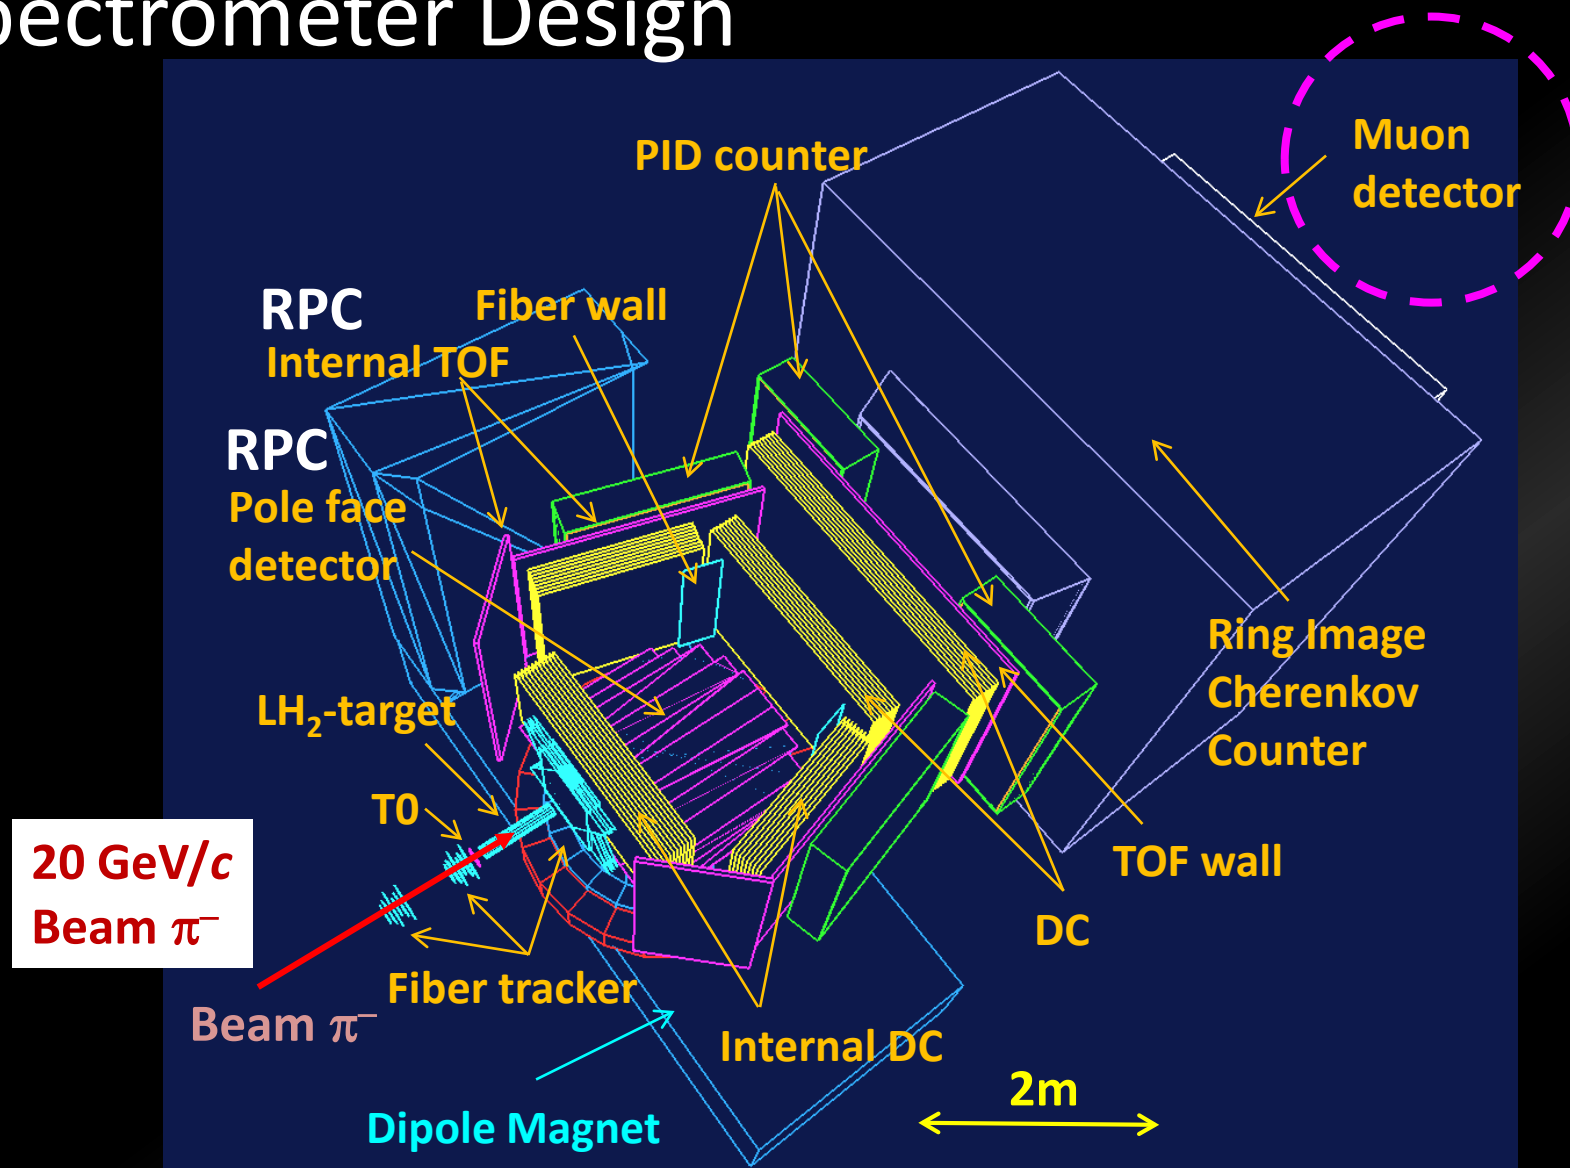 pectrometer Design
Muon
detector
PID counter
RPC
Fiber wall
Internal TOF
RPC
Pole face
detector
Ring Image
Cherenkov
Counter
LH₂-target
T0
20 GeV/c
Beam π⁻
TOF wall
DC
Fiber tracker
Beam π⁻
Internal DC
2m
Dipole Magnet